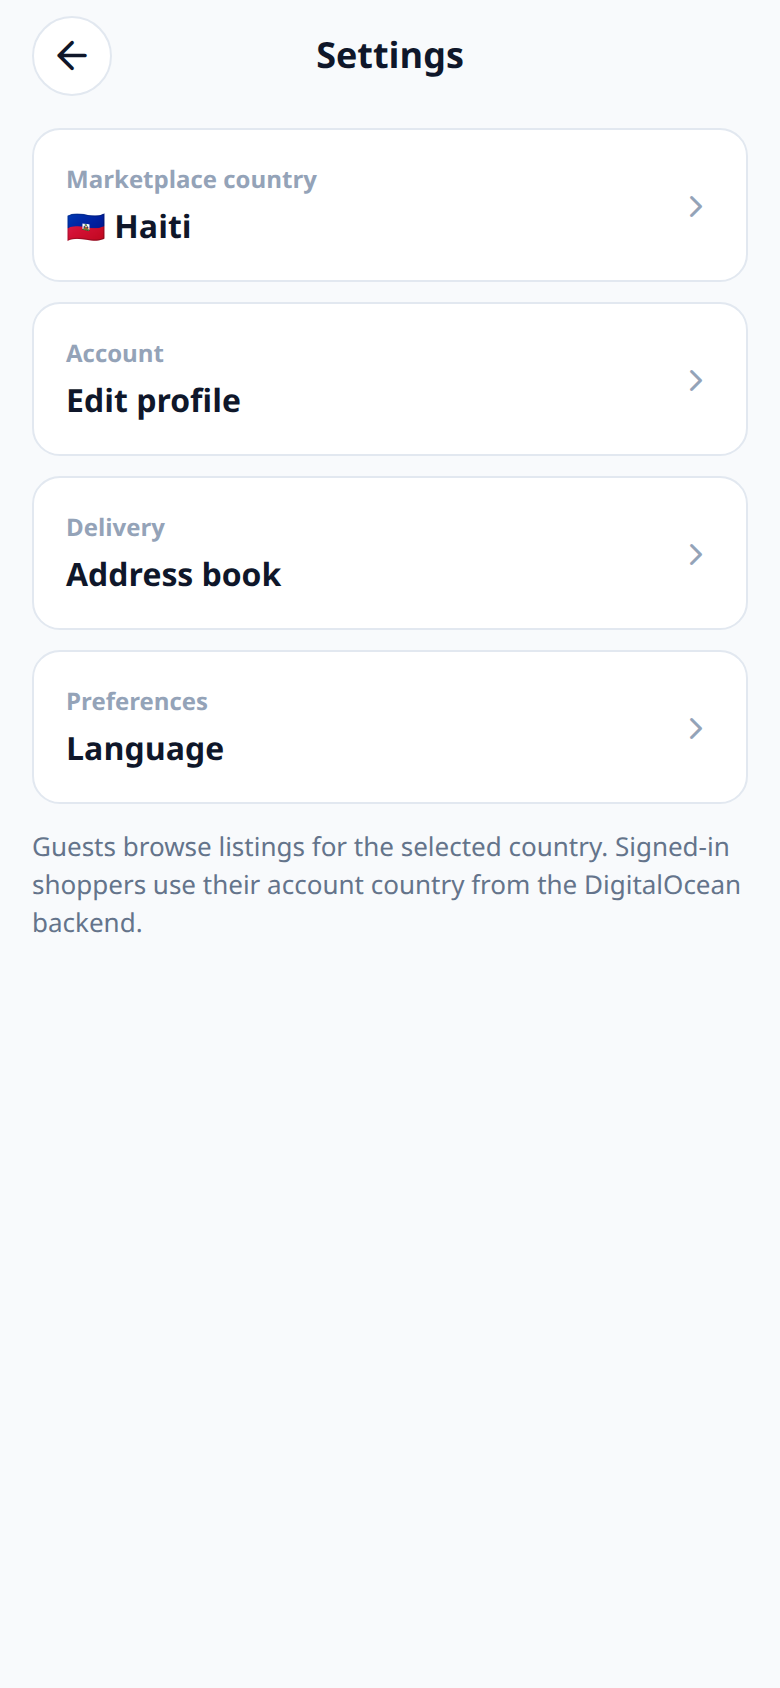 Settings
Marketplace country
🇭🇹 Haiti
Account
Edit profile
Delivery
Address book
Preferences
Language
Guests browse listings for the selected country. Signed-in
shoppers use their account country from the DigitalOcean
backend.